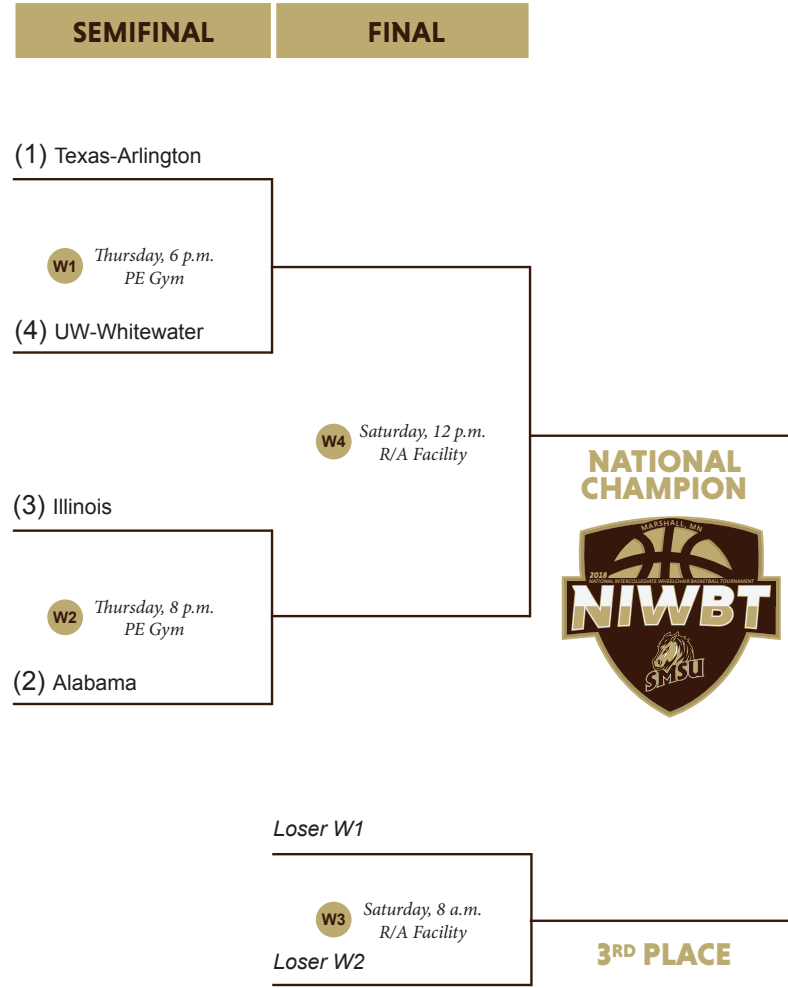 SEMIFINAL FINAL
(1) Texas-Arlington
W1 Thursday, 6 p.m.
PE Gym
(4) UW-Whitewater
W4 Saturday, 12 p.m.
R/A Facility
NATIONAL
CHAMPION
(3) Illinois
MARSHALL, MN
2018
NATIONAL INTERCOLLEGIATE WHEELCHAIR BASKETBALL TOURNAMENT
NIWBT
SMSU
W2 Thursday, 8 p.m.
PE Gym
(2) Alabama
Loser W1
W3 Saturday, 8 a.m.
R/A Facility
Loser W2
3RD PLACE